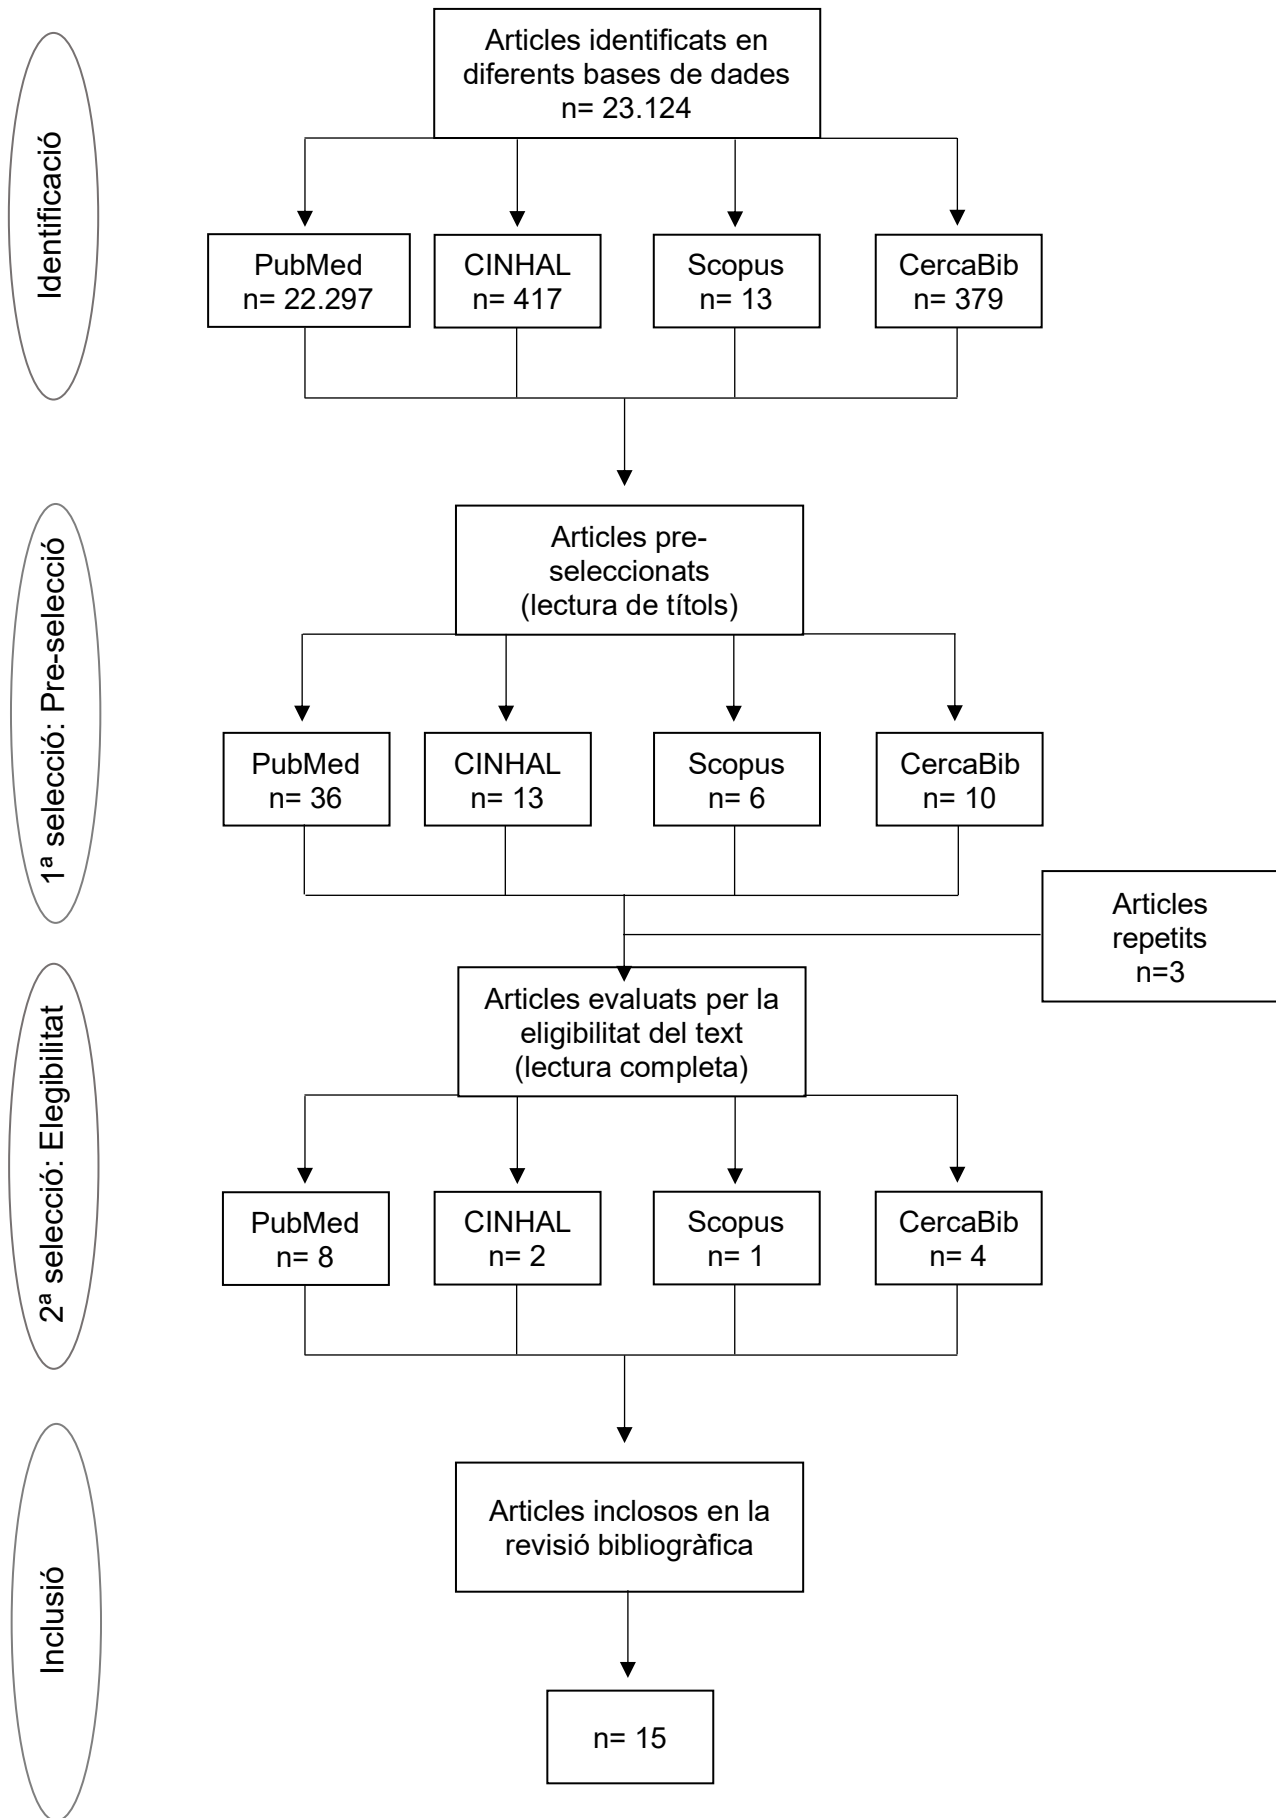 Identificació
Articles identificats en
diferents bases de dades
n= 23.124
PubMed
n= 22.297
CINHAL
n= 417
Scopus
n= 13
CercaBib
n= 379
1ª selecció: Pre-selecció
Articles pre-
seleccionats
(lectura de títols)
PubMed
n= 36
CINHAL
n= 13
Scopus
n= 6
CercaBib
n= 10
Articles
repetits
n=3
2ª selecció: Elegibilitat
Articles evaluats per la
eligibilitat del text
(lectura completa)
PubMed
n= 8
CINHAL
n= 2
Scopus
n= 1
CercaBib
n= 4
Inclusió
Articles inclosos en la
revisió bibliogràfica
n= 15